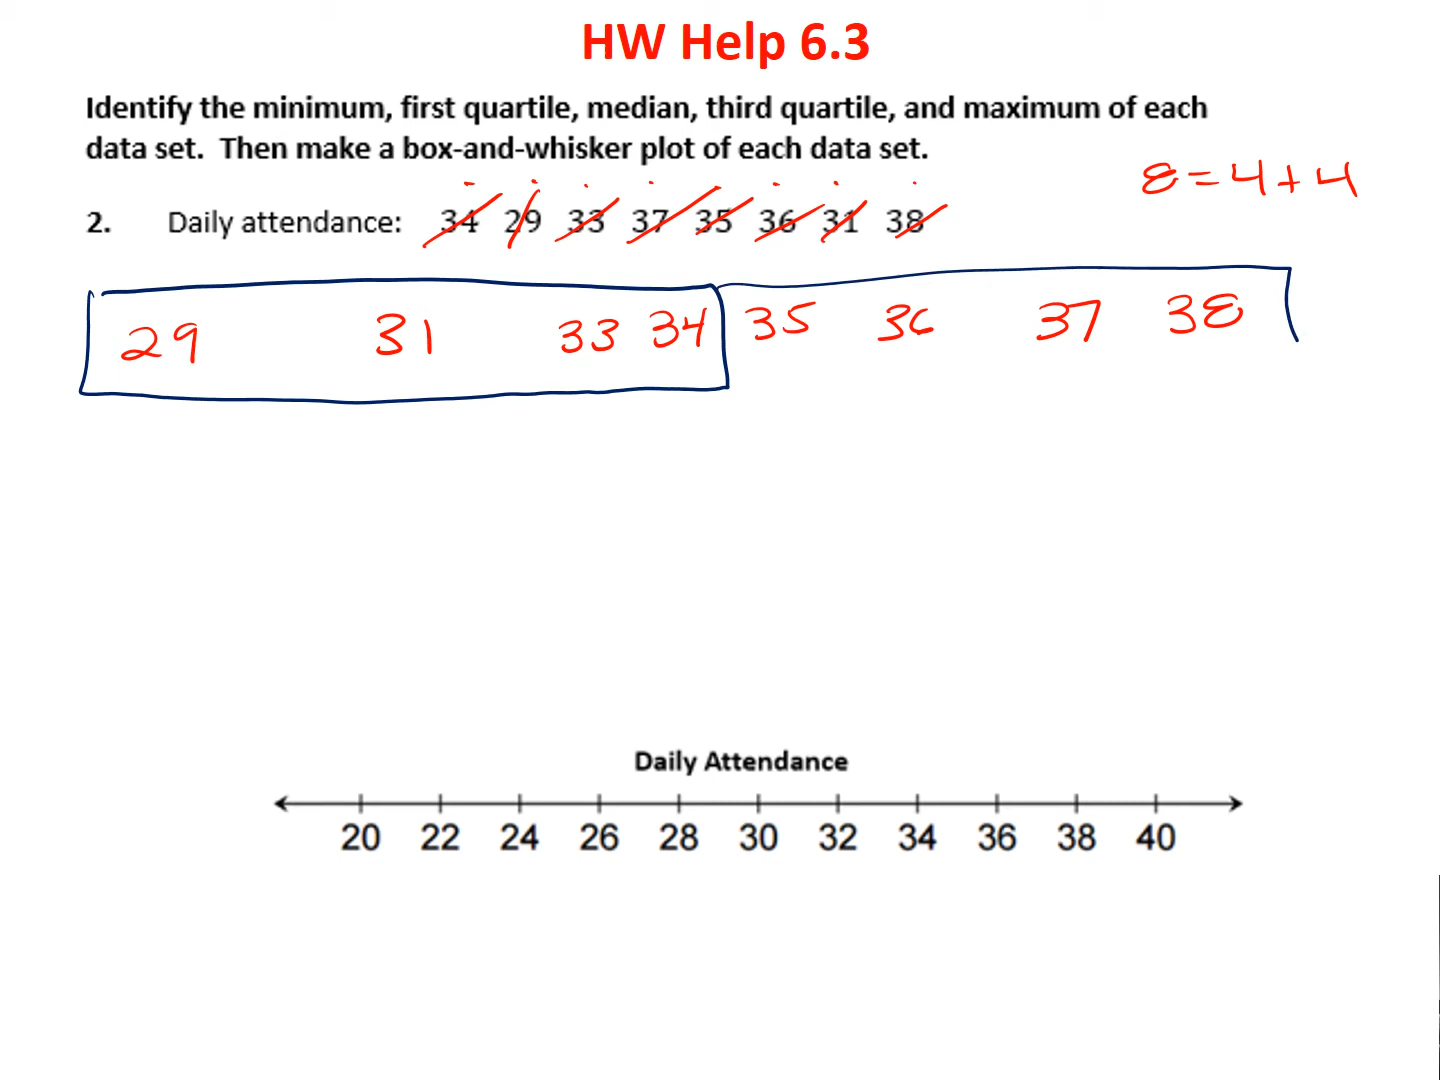 HW Help 6.3
Identify the minimum, first quartile, median, third quartile, and maximum of each
data set. Then make a box-and-whisker plot of each data set.
8=4+4
2. Daily attendance: 34 29 33 37 35 36 31 38
29 31 33 34 35 36 37 38
Daily Attendance
20 22 24 26 28 30 32 34 36 38 40